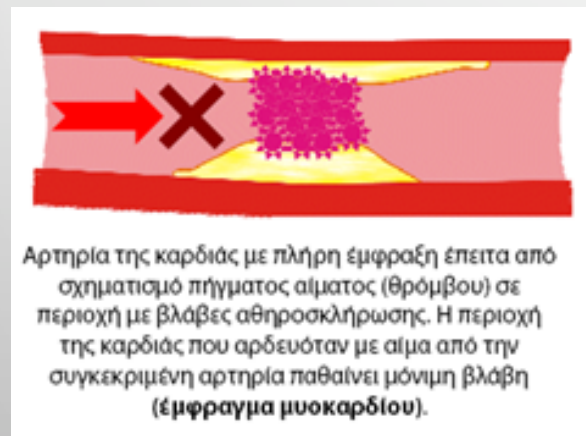 Αρτηρία της καρδιάς με πλήρη έμφραξη έπειτα από
σχηματισμό πήγματος αίματος (θρόμβου) σε
περιοχή με βλάβες αθηροσκλήρωσης. Η περιοχή
της καρδιάς που αρδευόταν με αίμα από την
συγκεκριμένη αρτηρία παθαίνει μόνιμη βλάβη
(έμφραγμα μυοκαρδίου).